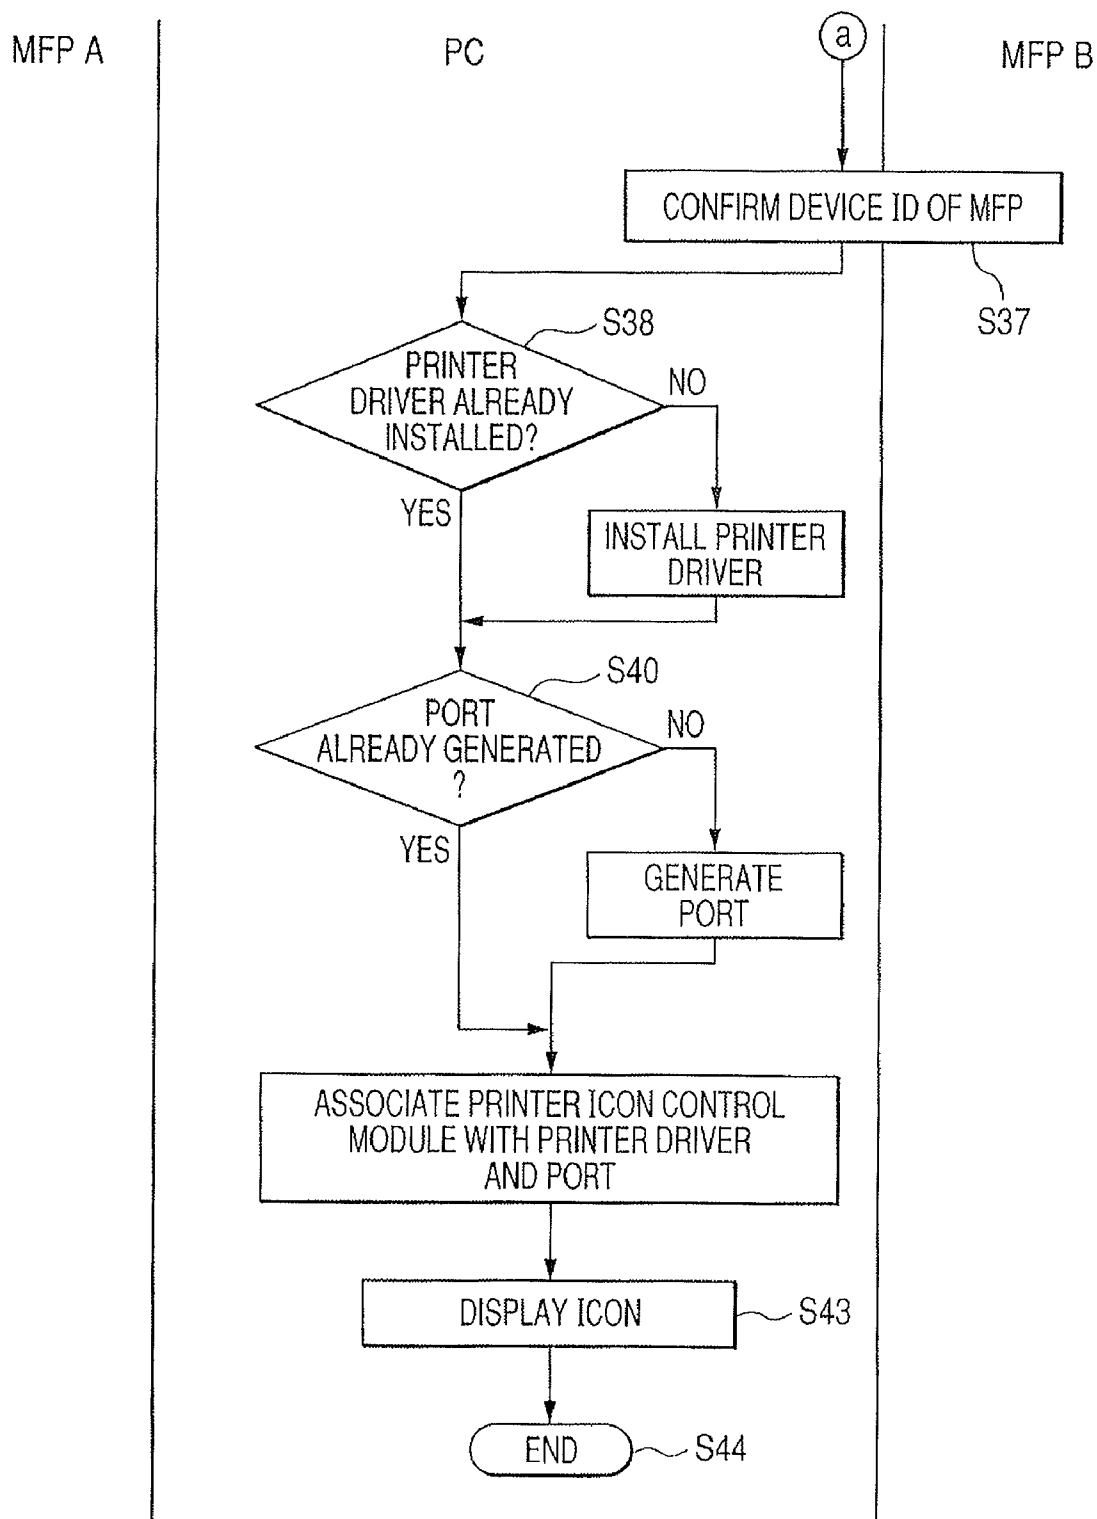 MFP A
PC
a
MFP B
CONFIRM DEVICE ID OF MFP
S37
S38
PRINTER
DRIVER ALREADY
INSTALLED?
NO
YES
INSTALL PRINTER
DRIVER
S40
PORT
ALREADY GENERATED
?
NO
YES
GENERATE
PORT
ASSOCIATE PRINTER ICON CONTROL
MODULE WITH PRINTER DRIVER
AND PORT
DISPLAY ICON
S43
END
S44